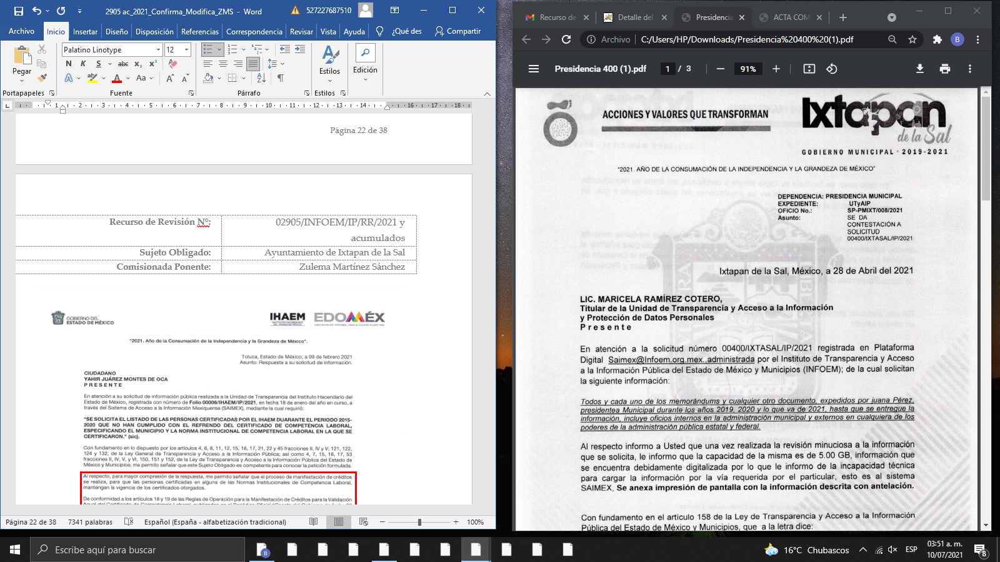 2905 ac_2021_Confirma_Modifica_ZMS - Word
527227687510
Archivo Inicio Insertar Diseño Disposición Referencias Correspondencia Revisar Vista Ayuda ¿Qué des Compartir
Palatino Linotype 12
Pegar
N K S abc x₂ x²
A ab A Aa A A
Estilos
Edición
Portapapeles Fuente Párrafo Estilos
1 2 3 4 5 6 7 8 9 10 11 12 13 14 16 17 18
Página 22 de 38
Recurso de Revisión N°: 02905/INFOEM/IP/RR/2021 y
acumulados
Sujeto Obligado: Ayuntamiento de Ixtapan de la Sal
Comisionada Ponente: Zulema Martínez Sánchez
GOBIERNO DEL
ESTADO DE MÉXICO
IHAEM EDOMÉX
"2021. Año de la Consumación de la Independencia y la Grandeza de México".
Toluca, Estado de México; a 09 de febrero 2021
Asunto: Respuesta a su solicitud de información.
CIUDADANO
YAHIR JUÁREZ MONTES DE OCA
P R E S E N T E
En atención a su solicitud de información pública realizada a la Unidad de Transparencia del Instituto Hacendario del
Estado de México, registrada con número de Folio 00006/IHAEM/IP/2021, en fecha 18 de enero del año en curso, a
través del Sistema de Acceso a la Información Mexiquense (SAIMEX), mediante la cual requirió:
"SE SOLICITA EL LISTADO DE LAS PERSONAS CERTIFICADAS POR EL IHAEM DUARANTE EL PERIODO 2015-
2020 QUE NO HAN CUMPLIDO CON EL REFRENDO DEL CERTIFICADO DE COMPETENCIA LABORAL,
ESPECIFICANDO EL MUNICIPIO Y LA NORMA INSTITUCIONAL DE COMPETENCIA LABORAL EN LA QUE SE
CERTIFICARON." (sic).
Con fundamento en lo dispuesto por los artículos 4, 6, 8, 11, 12, 15, 16, 17, 21, 22 y 45 fracciones II, IV y V; 121, 122,
124 y 132, de la Ley General de Transparencia y Acceso a la Información Pública; así como 4, 7, 15, 16, 17, 53
fracciones II, IV, V, y VI, 150, 151 y 152, de la Ley de Transparencia y Acceso a la Información Pública del Estado de
México y Municipios; me permito señalar que este Sujeto Obligado es competente para conocer la petición formulada.
Al respecto, para mayor compresión de la respuesta, me permito señalar que el proceso de manifestación de créditos
se realiza, para que las personas certificadas en alguna de las Normas Institucionales de Competencia Laboral,
mantengan la vigencia de los certificados otorgados.
De conformidad a los artículos 18 y 19 de las Reglas de Operación para la Manifestación de Créditos para la Validación
Página 22 de 38 7341 palabras Español (España - alfabetización tradicional) 100%
Recurso de Detalle del Presidencia ACTA COM
Archivo C:/Users/HP/Downloads/Presidencia%20400%20(1).pdf B
Presidencia 400 (1).pdf 1 / 3 91%
ACCIONES Y VALORES QUE TRANSFORMAN
Ixtapan
de la Sal
GOBIERNO MUNICIPAL · 2019-2021
"2021. AÑO DE LA CONSUMACIÓN DE LA INDEPENDENCIA Y LA GRANDEZA DE MÉXICO"
DEPENDENCIA: PRESIDENCIA MUNICIPAL
EXPEDIENTE: UTyAIP
OFICIO No.: SP-PMIXT/008/2021
Asunto: SE DA
CONTESTACIÓN A
SOLICITUD
00400/IXTASAL/IP/2021
Ixtapan de la Sal, México, a 28 de Abril del 2021
LIC. MARICELA RAMÍREZ COTERO,
Titular de la Unidad de Transparencia y Acceso a la Información
y Protección de Datos Personales
P r e s e n t e
En atención a la solicitud número 00400/IXTASAL/IP/2021 registrada en Plataforma
Digital Saimex@Infoem.org.mex.,administrada por el Instituto de Transparencia y Acceso
a la Información Pública del Estado de México y Municipios (INFOEM); de la cual solicitan
la siguiente información:
Todos y cada uno de los memorándums y cualquier otro documento, expedidos por juana Pérez,
presidentea Municipal durante los años 2019, 2020 y lo que va de 2021, hasta que se entregue la
información, incluye oficios internos en la administración municipal y externos en cualquiera de los
poderes de la administración pública estatal y federal.
Al respecto informo a Usted que una vez realizada la revisión minuciosa a la información
que se solicita, le informo que la capacidad de la misma es de 5.00 GB, información que
se encuentra debidamente digitalizada por lo que le informo de la incapacidad técnica
para cargar la información por la vía requerida por el particular, esto es al sistema
SAIMEX, Se anexa impresión de pantalla con la información descrita con antelación.
Con fundamento en el artículo 158 de la Ley de Transparencia y Acceso a la Información
Pública del Estado de México y Municipios, que a la letra dice:
Escribe aquí para buscar
B
16°C Chubascos
ESP
03:51 a. m.
10/07/2021
8